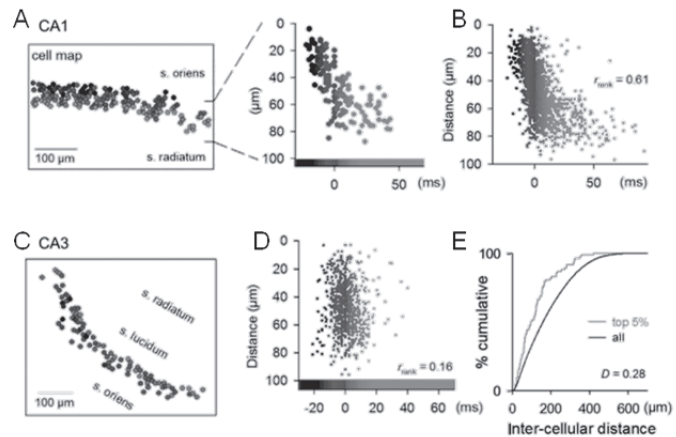 A CA1
cell map
s. oriens
s. radiatum
100 µm
0
20
40
60
80
100
(µm)
0 50 (ms)
B
0
20
40
60
80
100
Distance (µm)
rrank = 0.61
0 50 (ms)
C CA3
s. radiatum
s. lucidum
s. oriens
100 µm
D
0
20
40
60
80
100
Distance (µm)
rrank = 0.16
-20 0 20 40 60 (ms)
E
100
0
% cumulative
top 5%
all
D = 0.28
0 200 400 600 (µm)
Inter-cellular distance